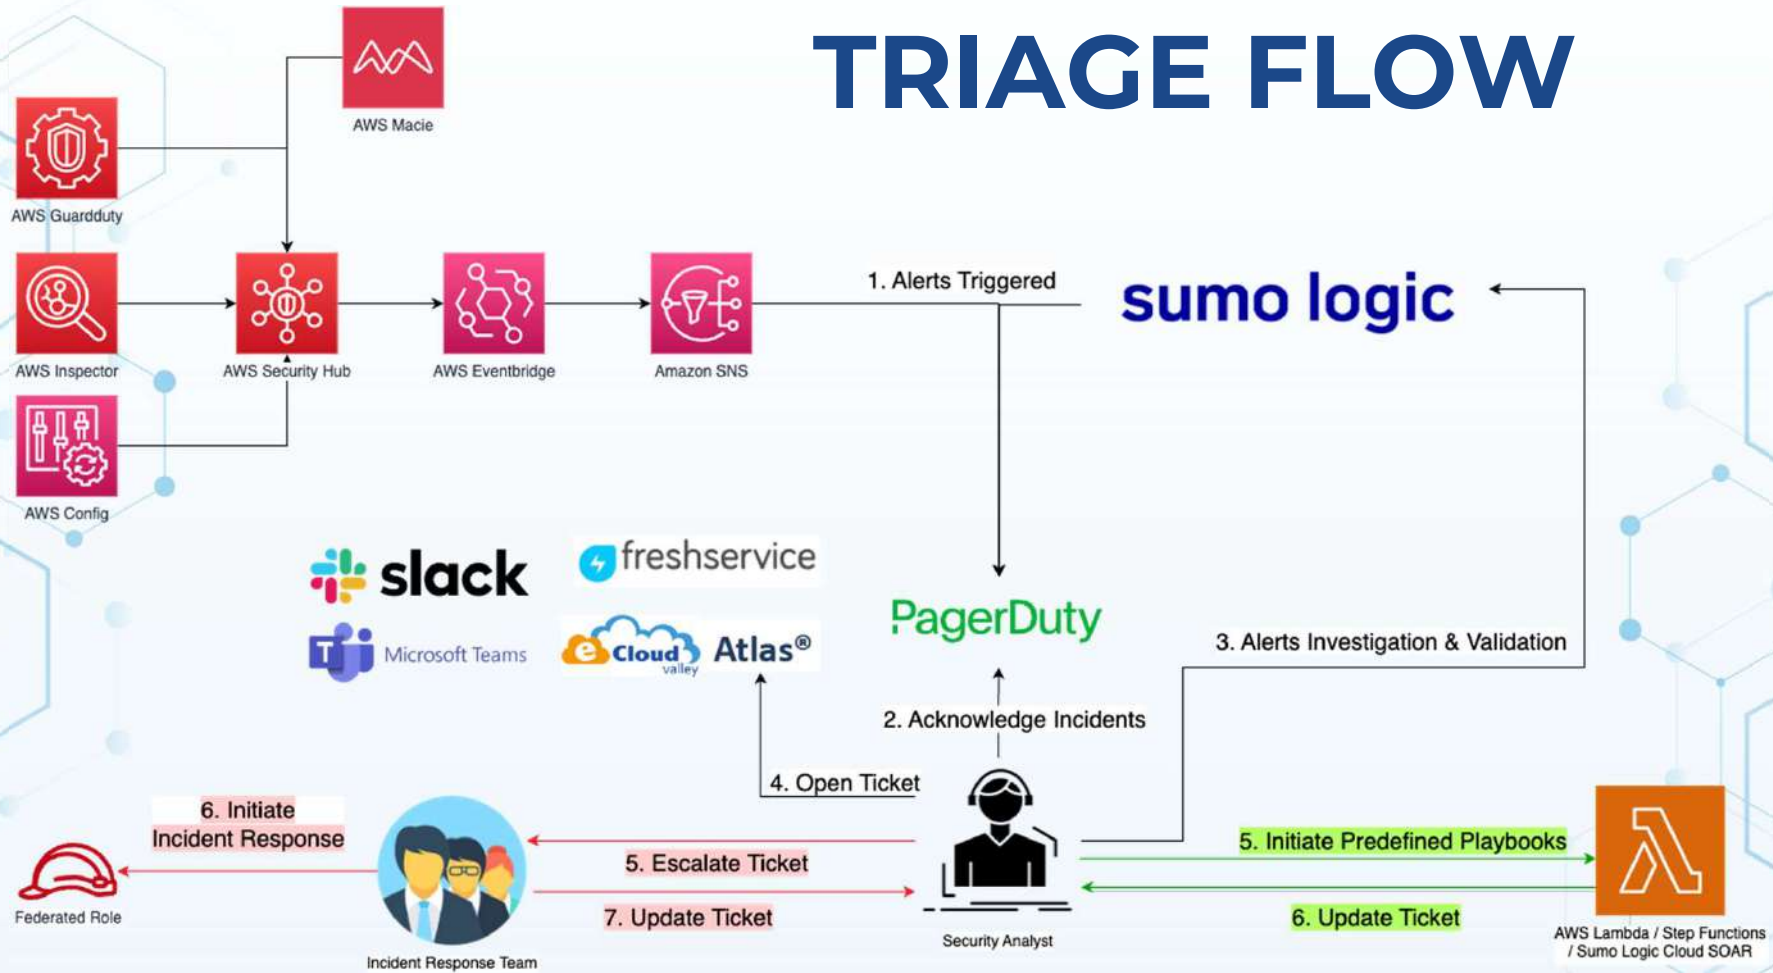 TRIAGE FLOW
AWS Macie
AWS Guardduty
AWS Inspector
AWS Security Hub
AWS Eventbridge
Amazon SNS
1. Alerts Triggered
sumo logic
AWS Config
slack
freshservice
Microsoft Teams
e Cloud valley
Atlas®
PagerDuty
3. Alerts Investigation & Validation
2. Acknowledge Incidents
4. Open Ticket
6. Initiate
Incident Response
5. Escalate Ticket
5. Initiate Predefined Playbooks
7. Update Ticket
6. Update Ticket
Federated Role
Incident Response Team
Security Analyst
AWS Lambda / Step Functions
/ Sumo Logic Cloud SOAR